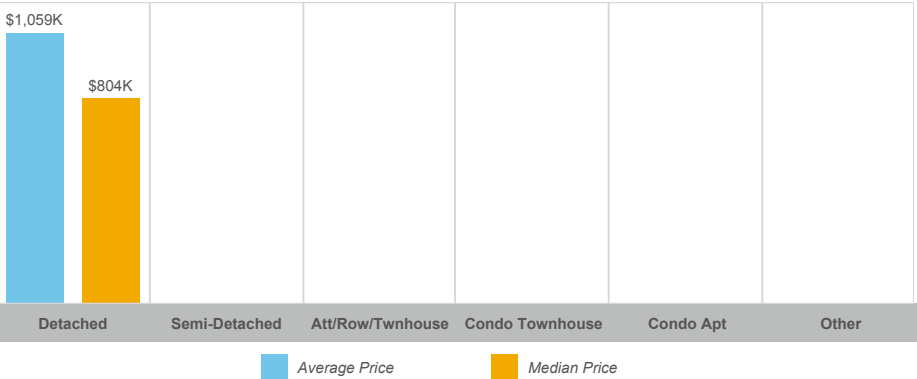 $1,059K
$804K
Detached Semi-Detached Att/Row/Twnhouse Condo Townhouse Condo Apt Other
Average Price Median Price